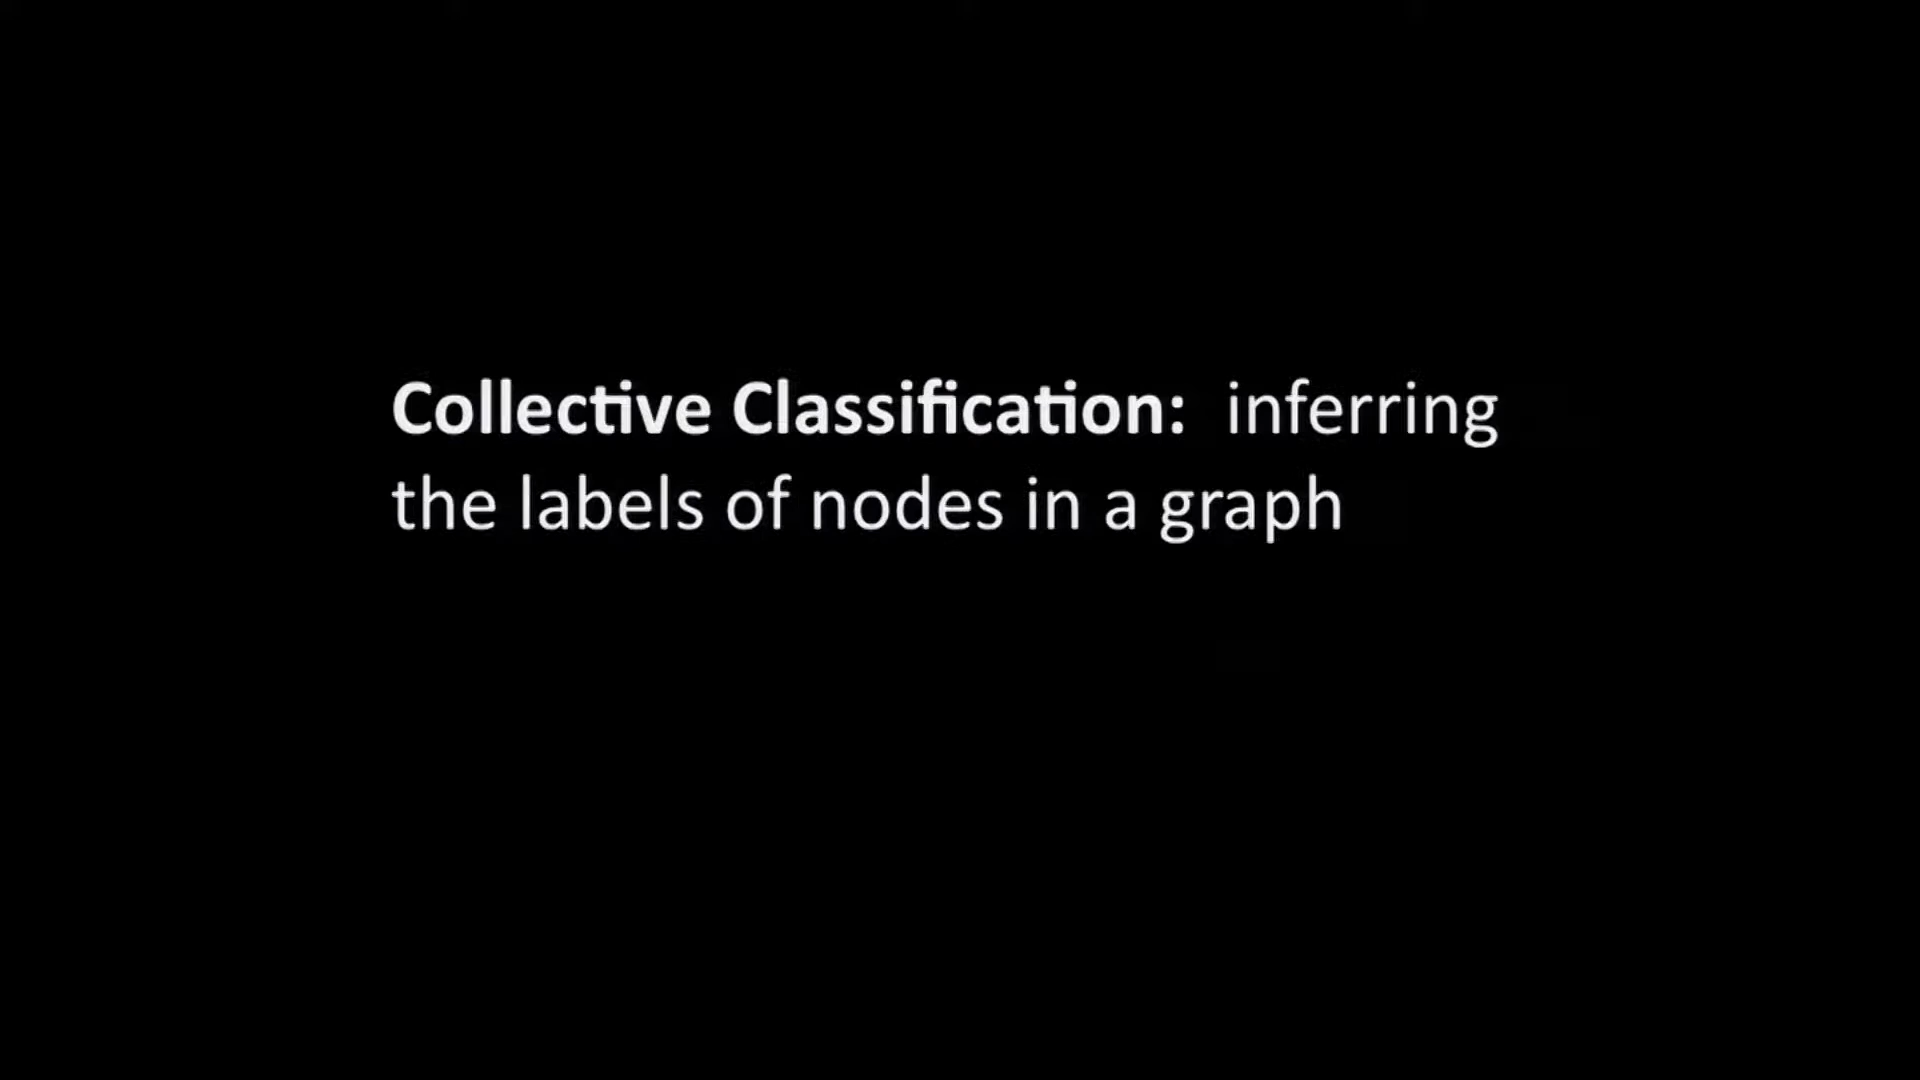 Collective Classification: inferring
the labels of nodes in a graph